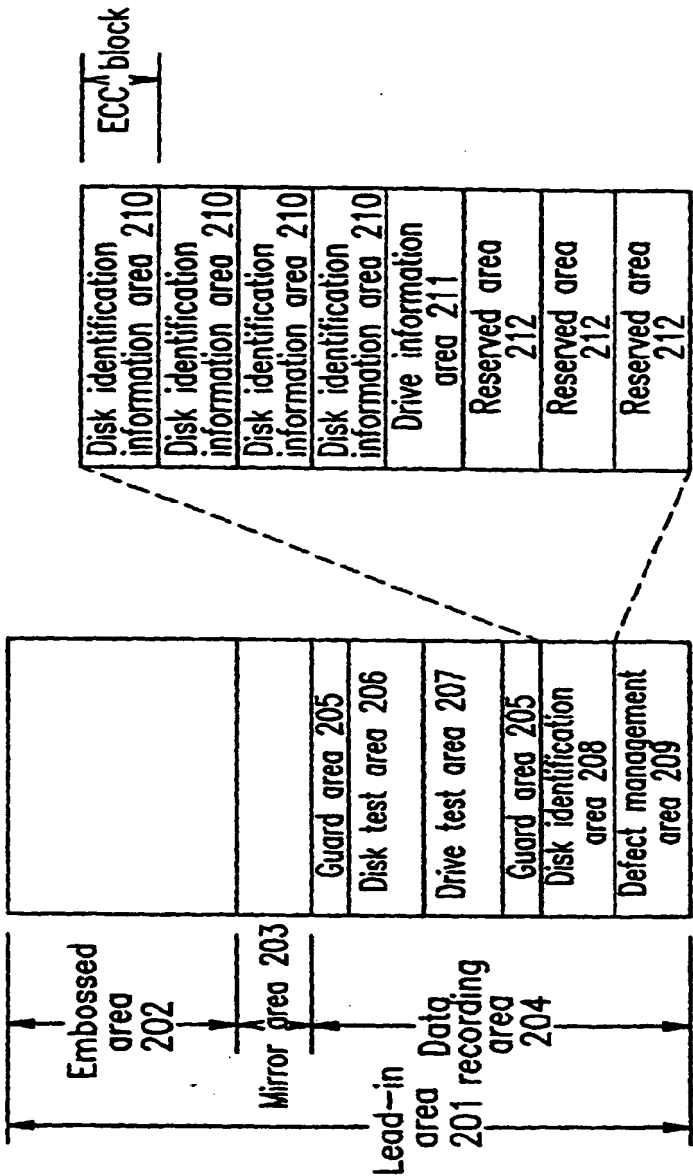 Lead-in
area
201
Embossed
area
202
Mirror area 203
Data
recording
area
204
Guard area 205
Disk test area 206
Drive test area 207
Guard area 205
Disk identification
area 208
Defect management
area 209
ECC block
Disk identification
information area 210
Disk identification
information area 210
Disk identification
information area 210
Disk identification
information area 210
Drive information
area 211
Reserved area
212
Reserved area
212
Reserved area
212